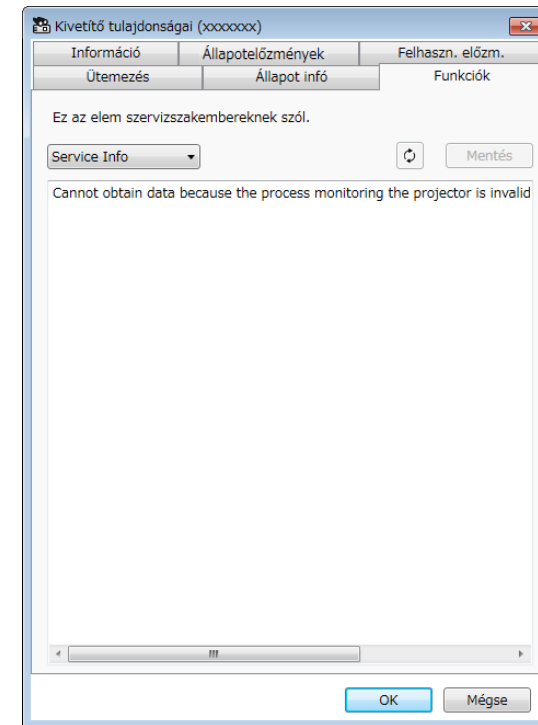 Kivetítő tulajdonságai (xxxxxxx)
Információ
Állapotelőzmények
Felhaszn. előzm.
Ütemezés
Állapot infó
Funkciók
Ez az elem szervizszakembereknek szól.
Service Info
Mentés
Cannot obtain data because the process monitoring the projector is invalid
OK
Mégse